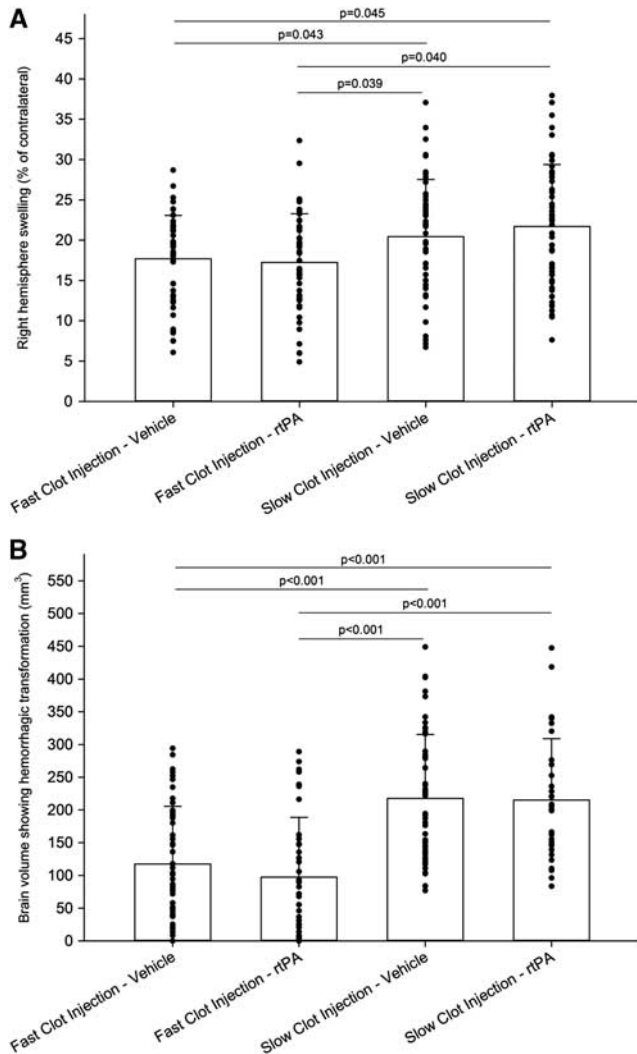 A
p=0.045
p=0.043
p=0.040
p=0.039
45
40
35
30
25
20
15
10
5
0
Right hemisphere swelling (% of contralateral)
Fast Clot Injection - Vehicle
Fast Clot Injection - rtPA
Slow Clot Injection - Vehicle
Slow Clot Injection - rtPA
B
p<0.001
p<0.001
p<0.001
p<0.001
550
500
450
400
350
300
250
200
150
100
50
0
Brain volume showing hemorrhagic transformation (mm³)
Fast Clot Injection - Vehicle
Fast Clot Injection - rtPA
Slow Clot Injection - Vehicle
Slow Clot Injection - rtPA